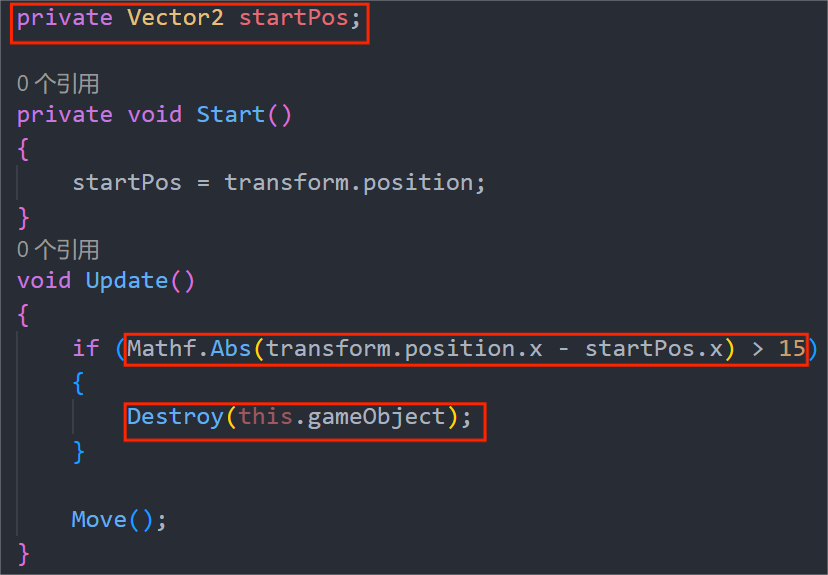 private Vector2 startPos;
0 个引用
private void Start()
{
startPos = transform.position;
}
0 个引用
void Update()
{
if (Mathf.Abs(transform.position.x - startPos.x) > 15)
{
Destroy(this.gameObject);
}
Move();
}